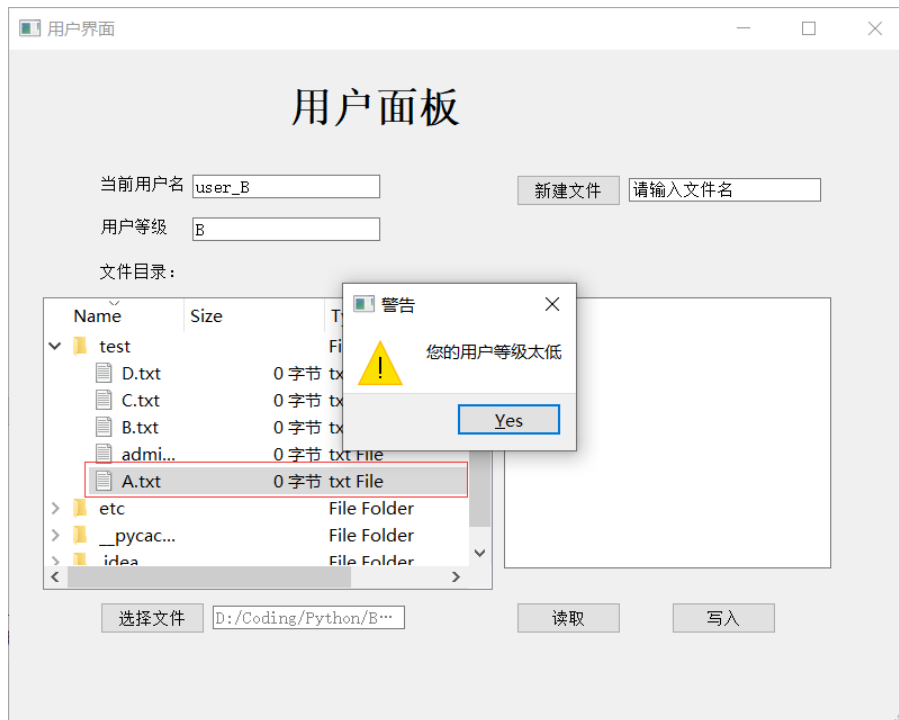 用户界面
用户面板
当前用户名 user_B
新建文件 请输入文件名
用户等级 B
文件目录：
Name Size
警告
您的用户等级太低
Yes
test
D.txt 0 字节
C.txt 0 字节
B.txt 0 字节
admi... 0 字节 txt File
A.txt 0 字节 txt File
etc File Folder
__pycac... File Folder
.idea File Folder
选择文件 D:/Coding/Python/B…
读取 写入